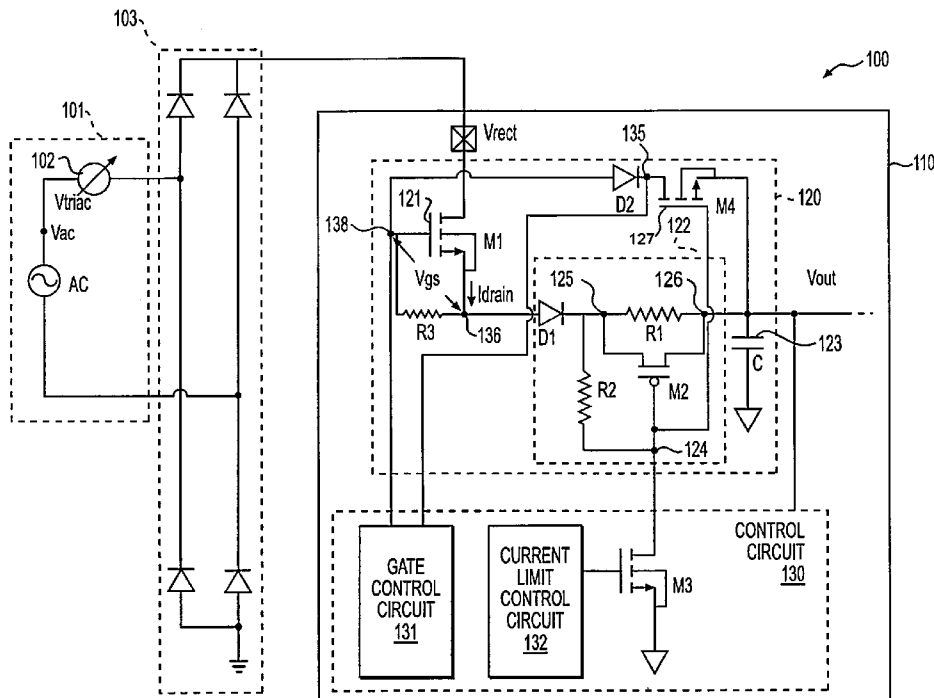 103
100
101
102
Vtriac
Vac
AC
Vrect
110
135
120
D2
M4
127
122
121
138
M1
Vgs
Idrain
125
126
Vout
R3
136
D1
R1
123
C
R2
M2
124
GATE
CONTROL
CIRCUIT
131
CURRENT
LIMIT
CONTROL
CIRCUIT
132
M3
CONTROL
CIRCUIT
130